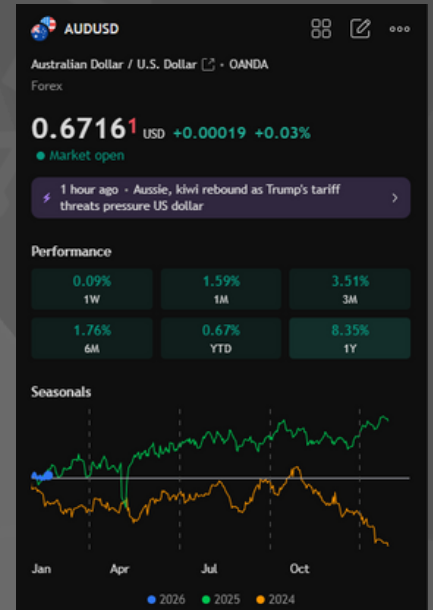 AUDUSD
Australian Dollar / U.S. Dollar • OANDA
Forex
0.67161 USD +0.00019 +0.03%
Market open
1 hour ago • Aussie, kiwi rebound as Trump's tariff
threats pressure US dollar
Performance
0.09% 1.59% 3.51%
1W 1M 3M
1.76% 0.67% 8.35%
6M YTD 1Y
Seasonals
Jan Apr Jul Oct
2026 2025 2024